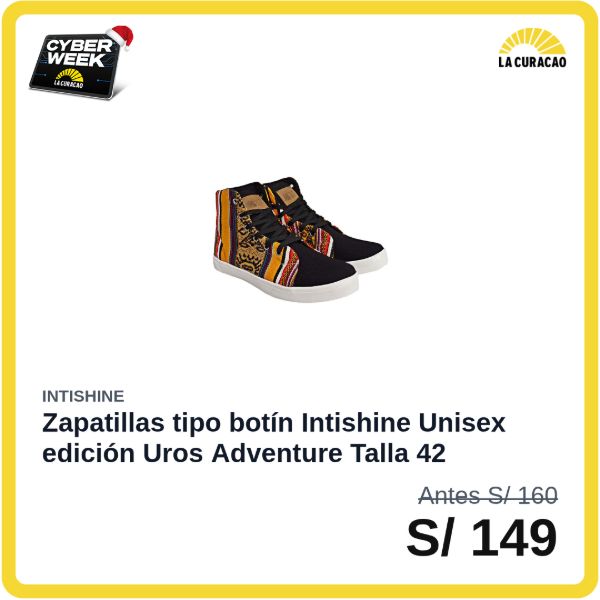 CYBER
WEEK
LA CURACAO
LA CURACAO
INTISHINE
Zapatillas tipo botín Intishine Unisex
edición Uros Adventure Talla 42
Antes S/ 160
S/ 149